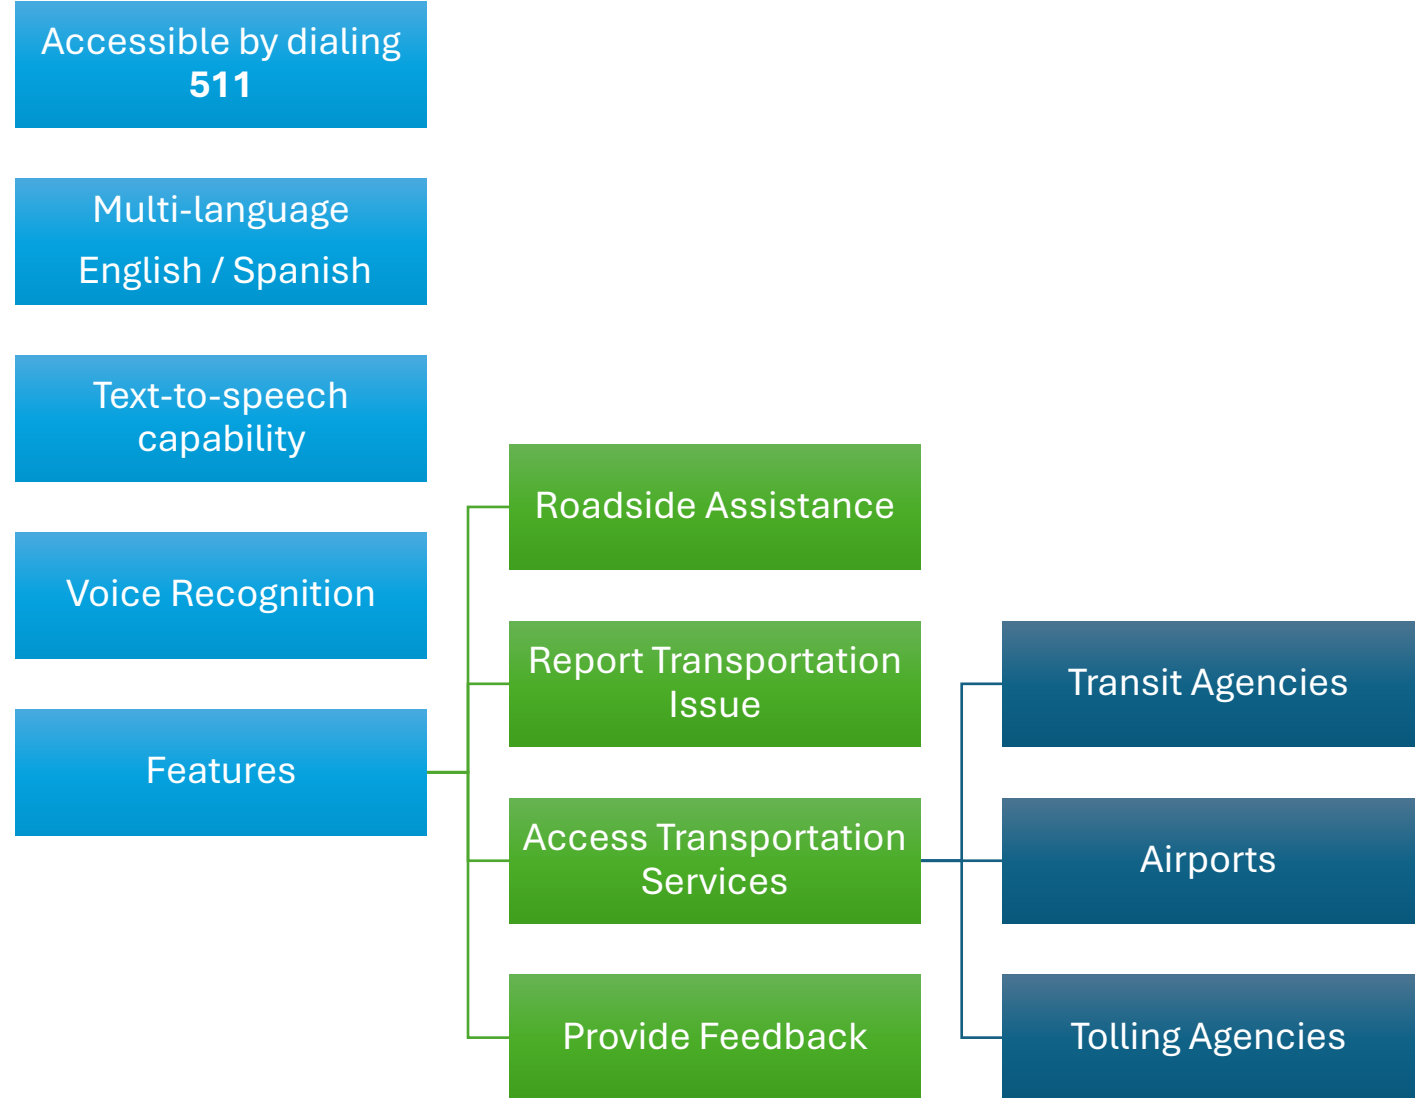 Accessible by dialing
511
Multi-language
English / Spanish
Text-to-speech
capability
Voice Recognition
Features
Roadside Assistance
Report Transportation
Issue
Access Transportation
Services
Provide Feedback
Transit Agencies
Airports
Tolling Agencies